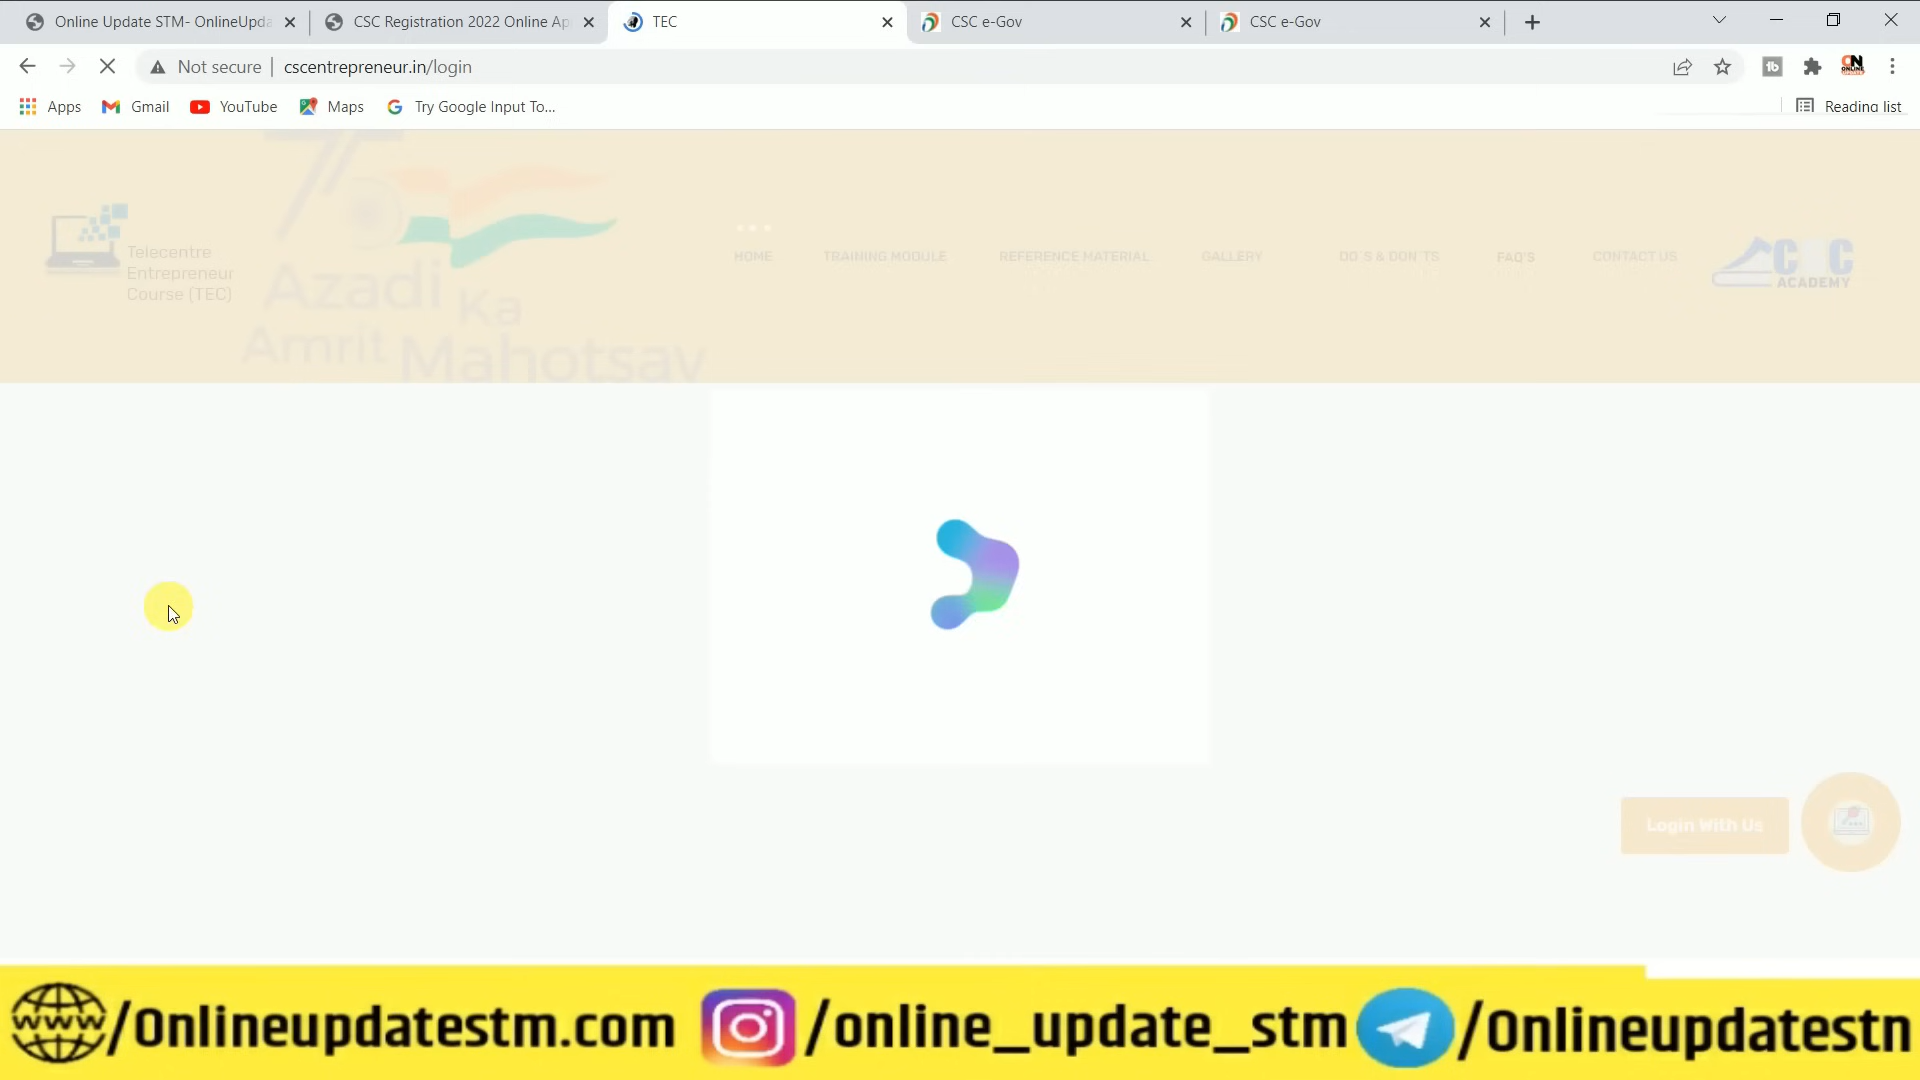 Online Update STM- OnlineUpda
CSC Registration 2022 Online Ap
TEC
CSC e-Gov
CSC e-Gov
Not secure
cscentrepreneur.in/login
Apps
Gmail
YouTube
Maps
Try Google Input To...
Reading list
Telecentre
Entrepreneur
Course (TEC)
75
Azadi Ka
Amrit Mahotsav
HOME
TRAINING MODULE
REFERENCE MATERIAL
GALLERY
DO´S & DON´TS
FAQ'S
CONTACT US
CSC
ACADEMY
Login With Us
www/Onlineupdatestm.com
/online_update_stm
/Onlineupdatestn